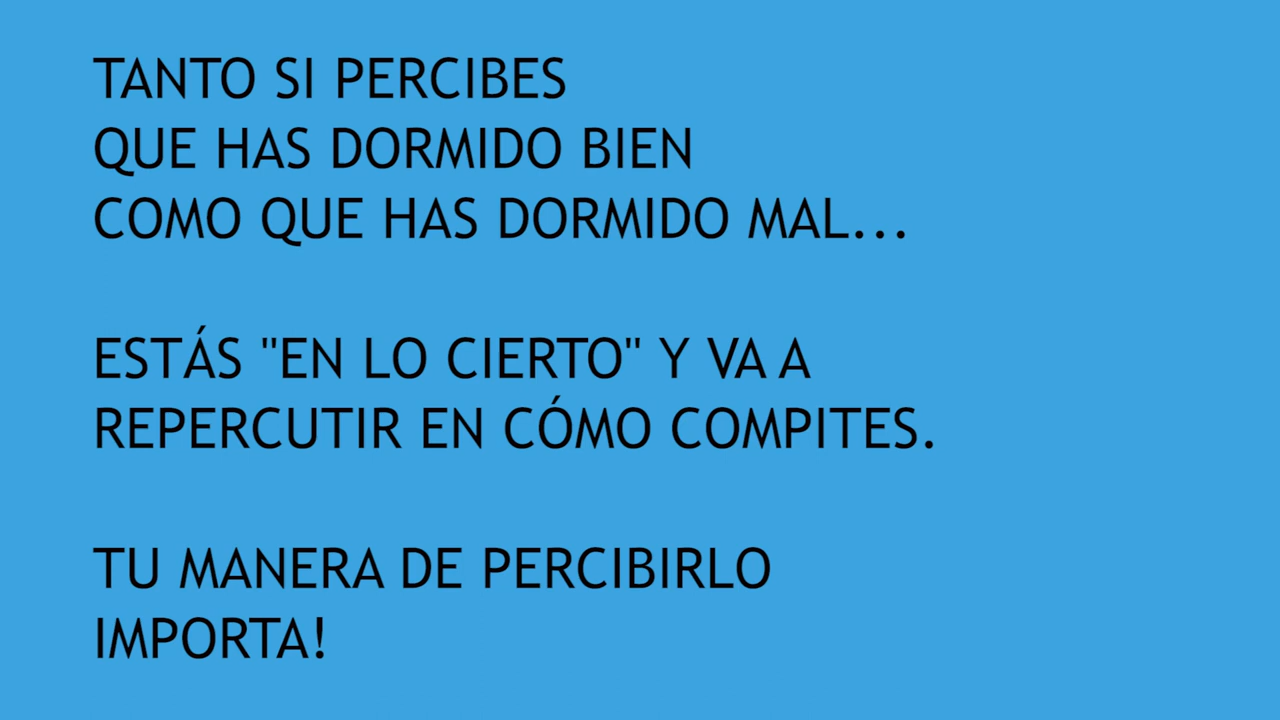 TANTO SI PERCIBES
QUE HAS DORMIDO BIEN
COMO QUE HAS DORMIDO MAL...
ESTÁS "EN LO CIERTO" Y VA A
REPERCUTIR EN CÓMO COMPITES.
TU MANERA DE PERCIBIRLO
IMPORTA!